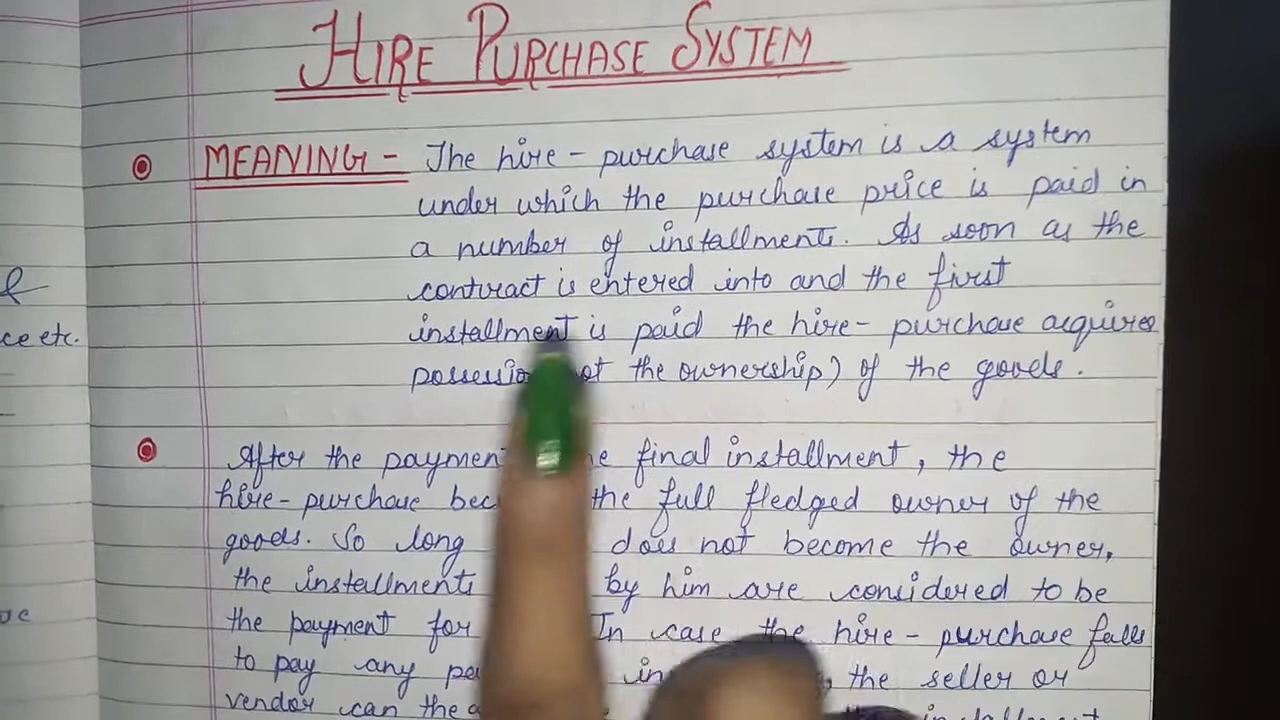 HIRE PURCHASE SYSTEM
MEANING - The hire - purchase system is a system
under which the purchase price is paid in
a number of installments. As soon as the
contract is entered into and the first
installment is paid the hire - purchase acquires
the ownership) of the goods.
After the payment final installment, the
hire - purchase the full fledged owner of the
goods. So long does not become the owner,
the installments by him are considered to be
the payment for In case the hire - purchase fails
to pay any the seller or
vendor can the
ce etc.